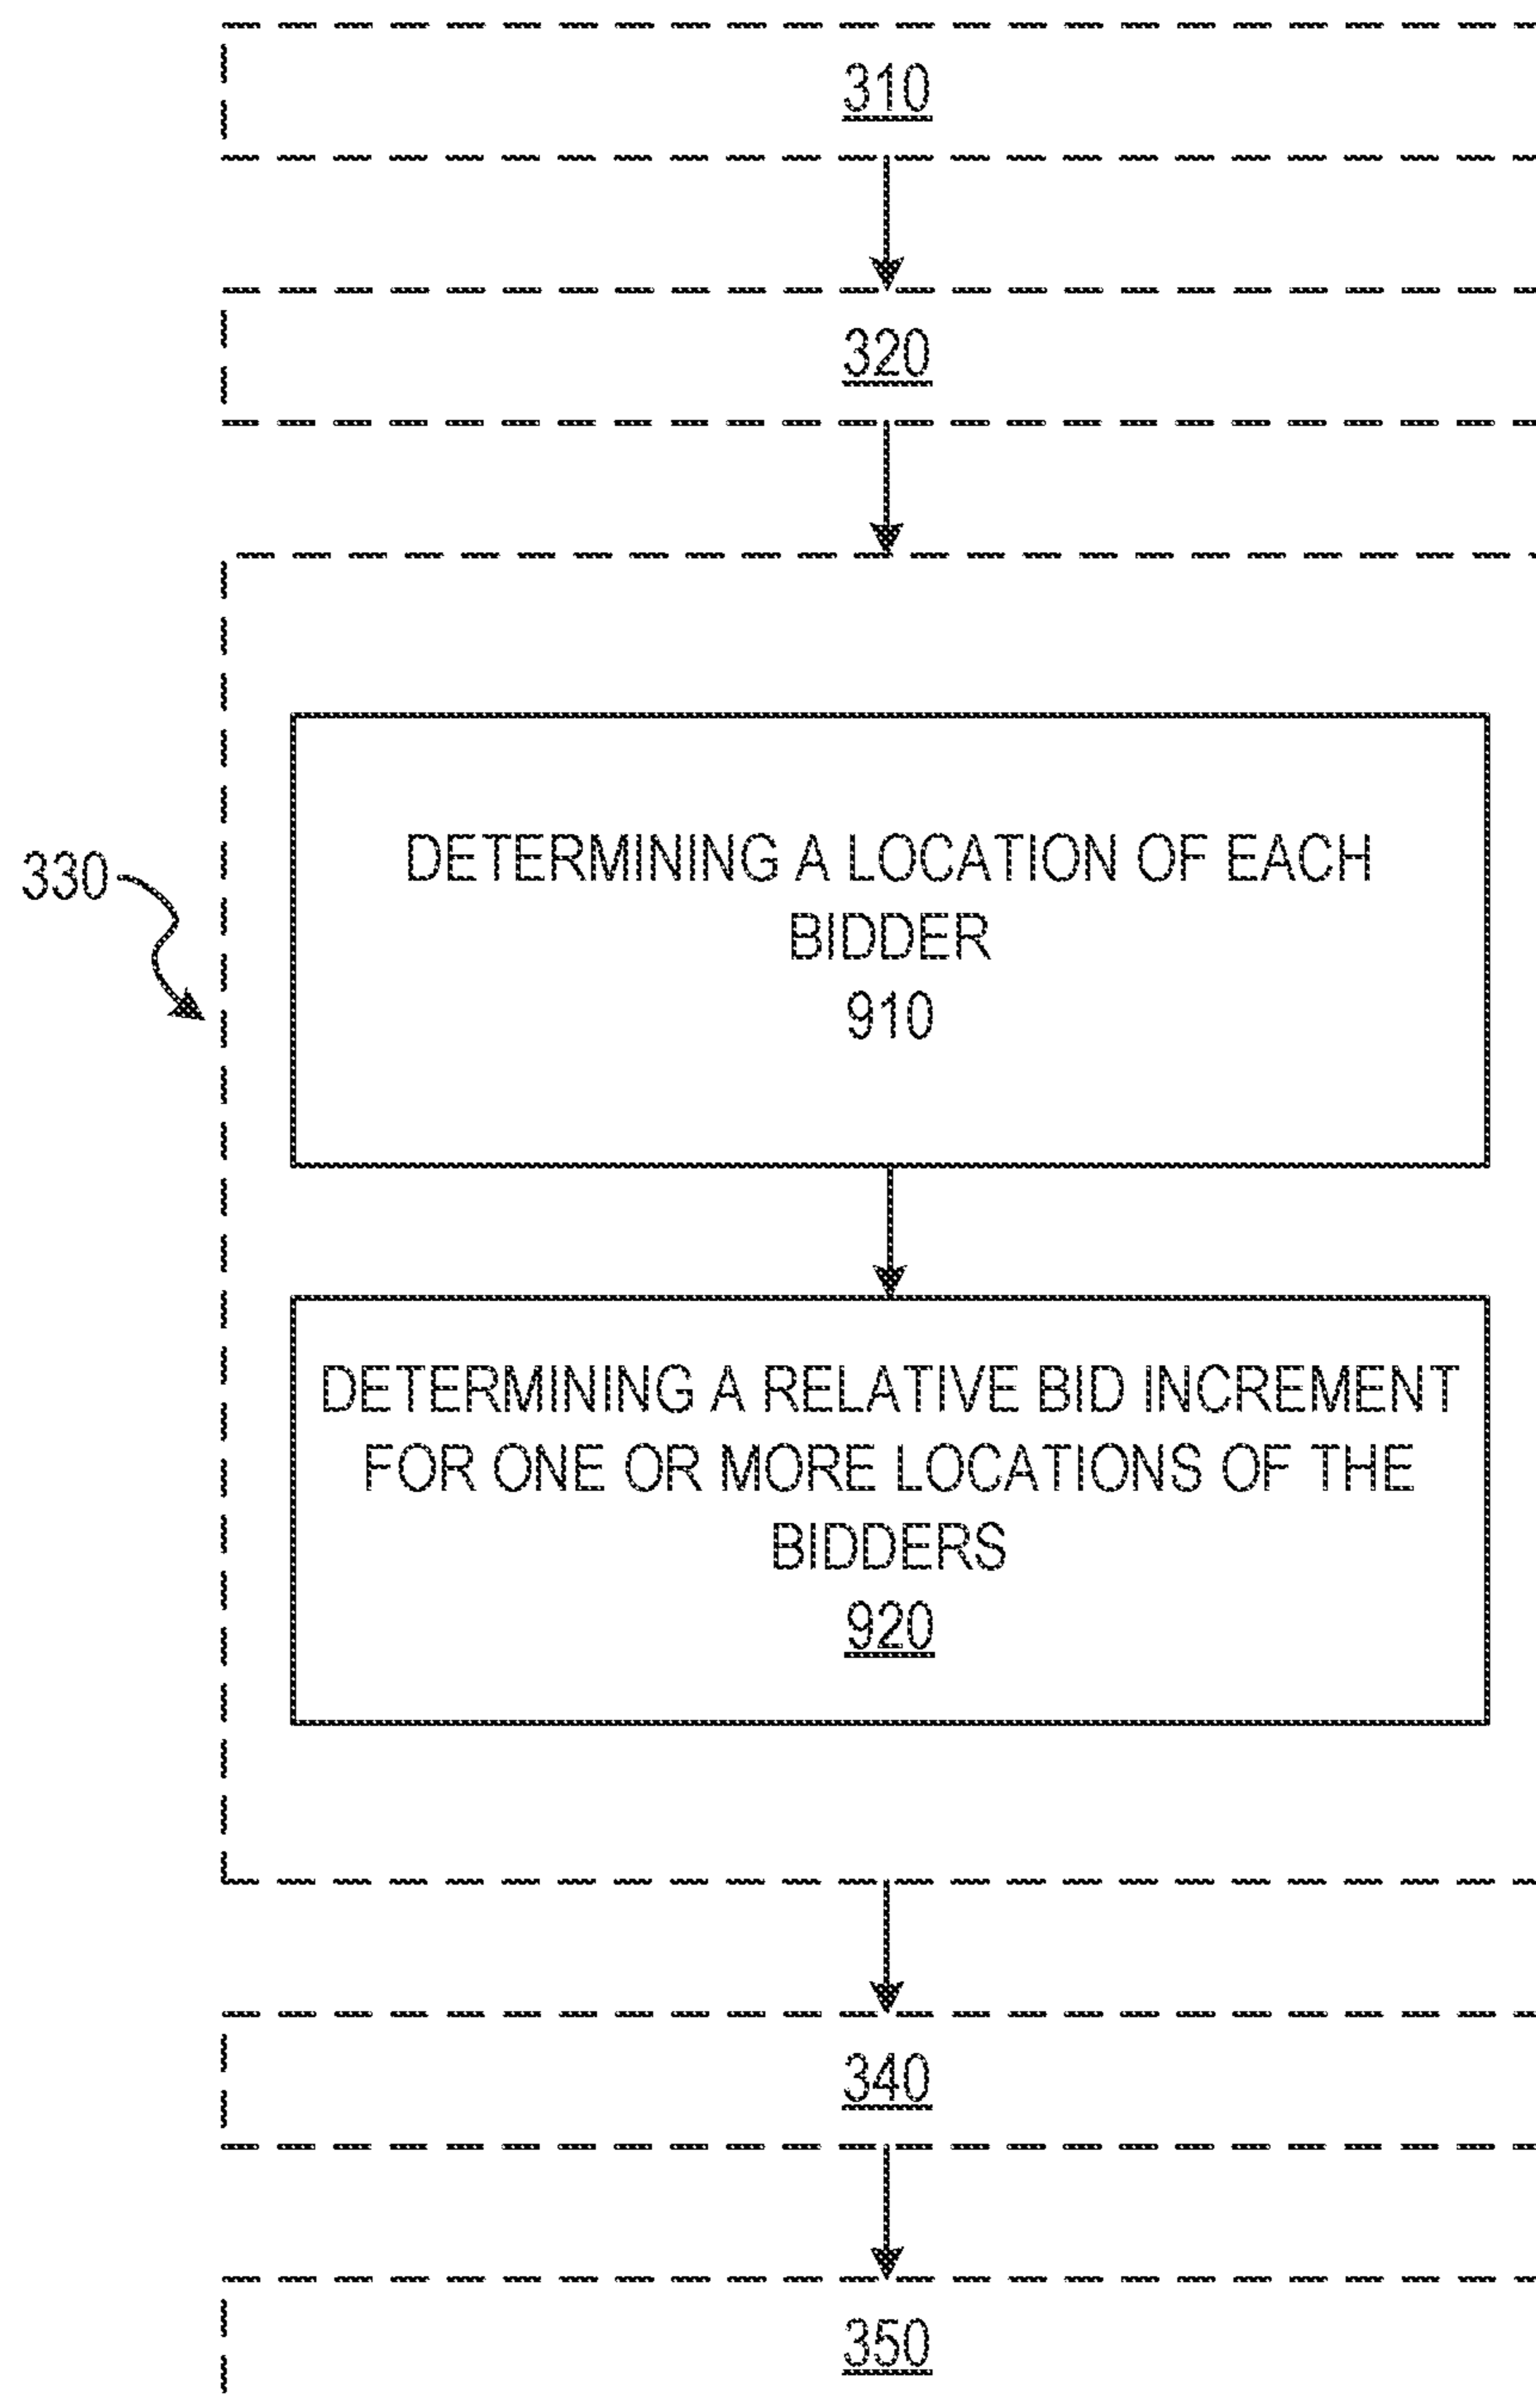 310
320
330
DETERMINING A LOCATION OF EACH
BIDDER
910
DETERMINING A RELATIVE BID INCREMENT
FOR ONE OR MORE LOCATIONS OF THE
BIDDERS
920
340
350